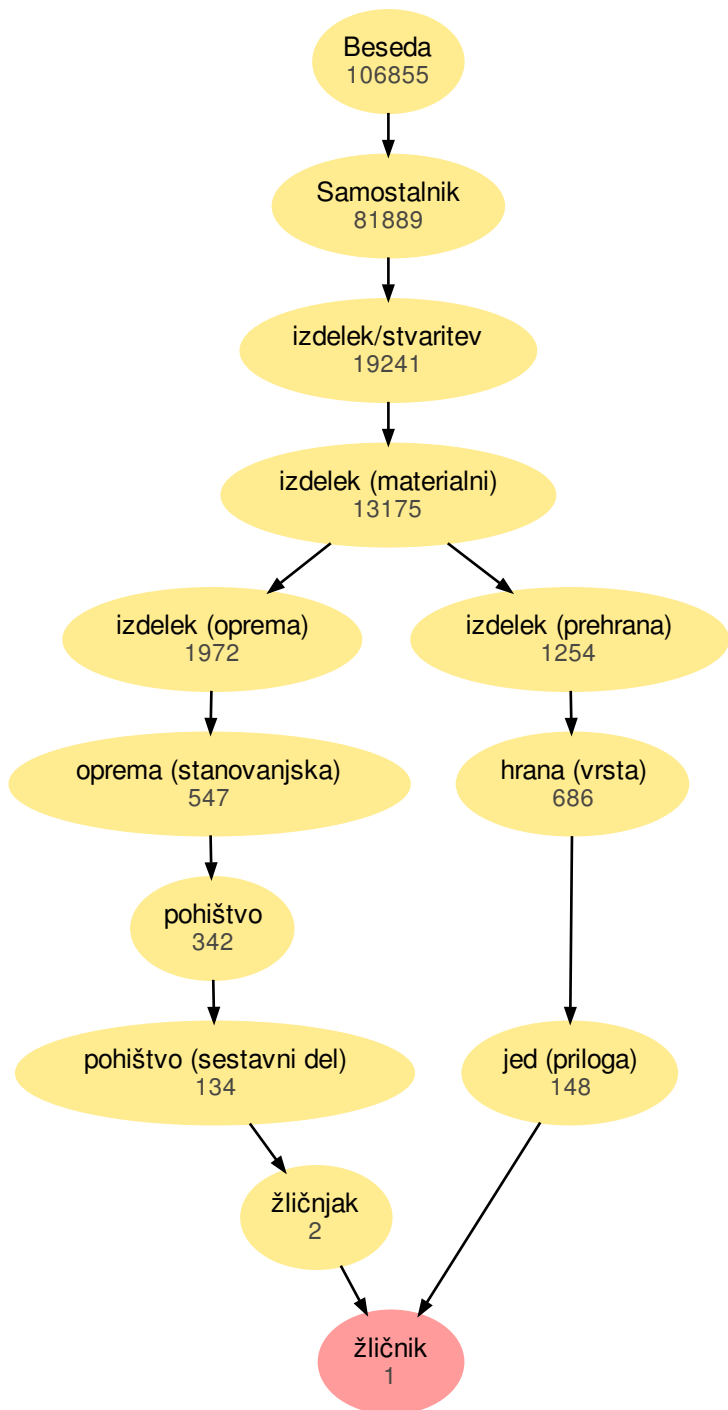 Beseda
106855
Samostalnik
81889
izdelek/stvaritev
19241
izdelek (materialni)
13175
izdelek (oprema)
1972
izdelek (prehrana)
1254
oprema (stanovanjska)
547
hrana (vrsta)
686
pohištvo
342
pohištvo (sestavni del)
134
jed (priloga)
148
žličnjak
2
žličnik
1